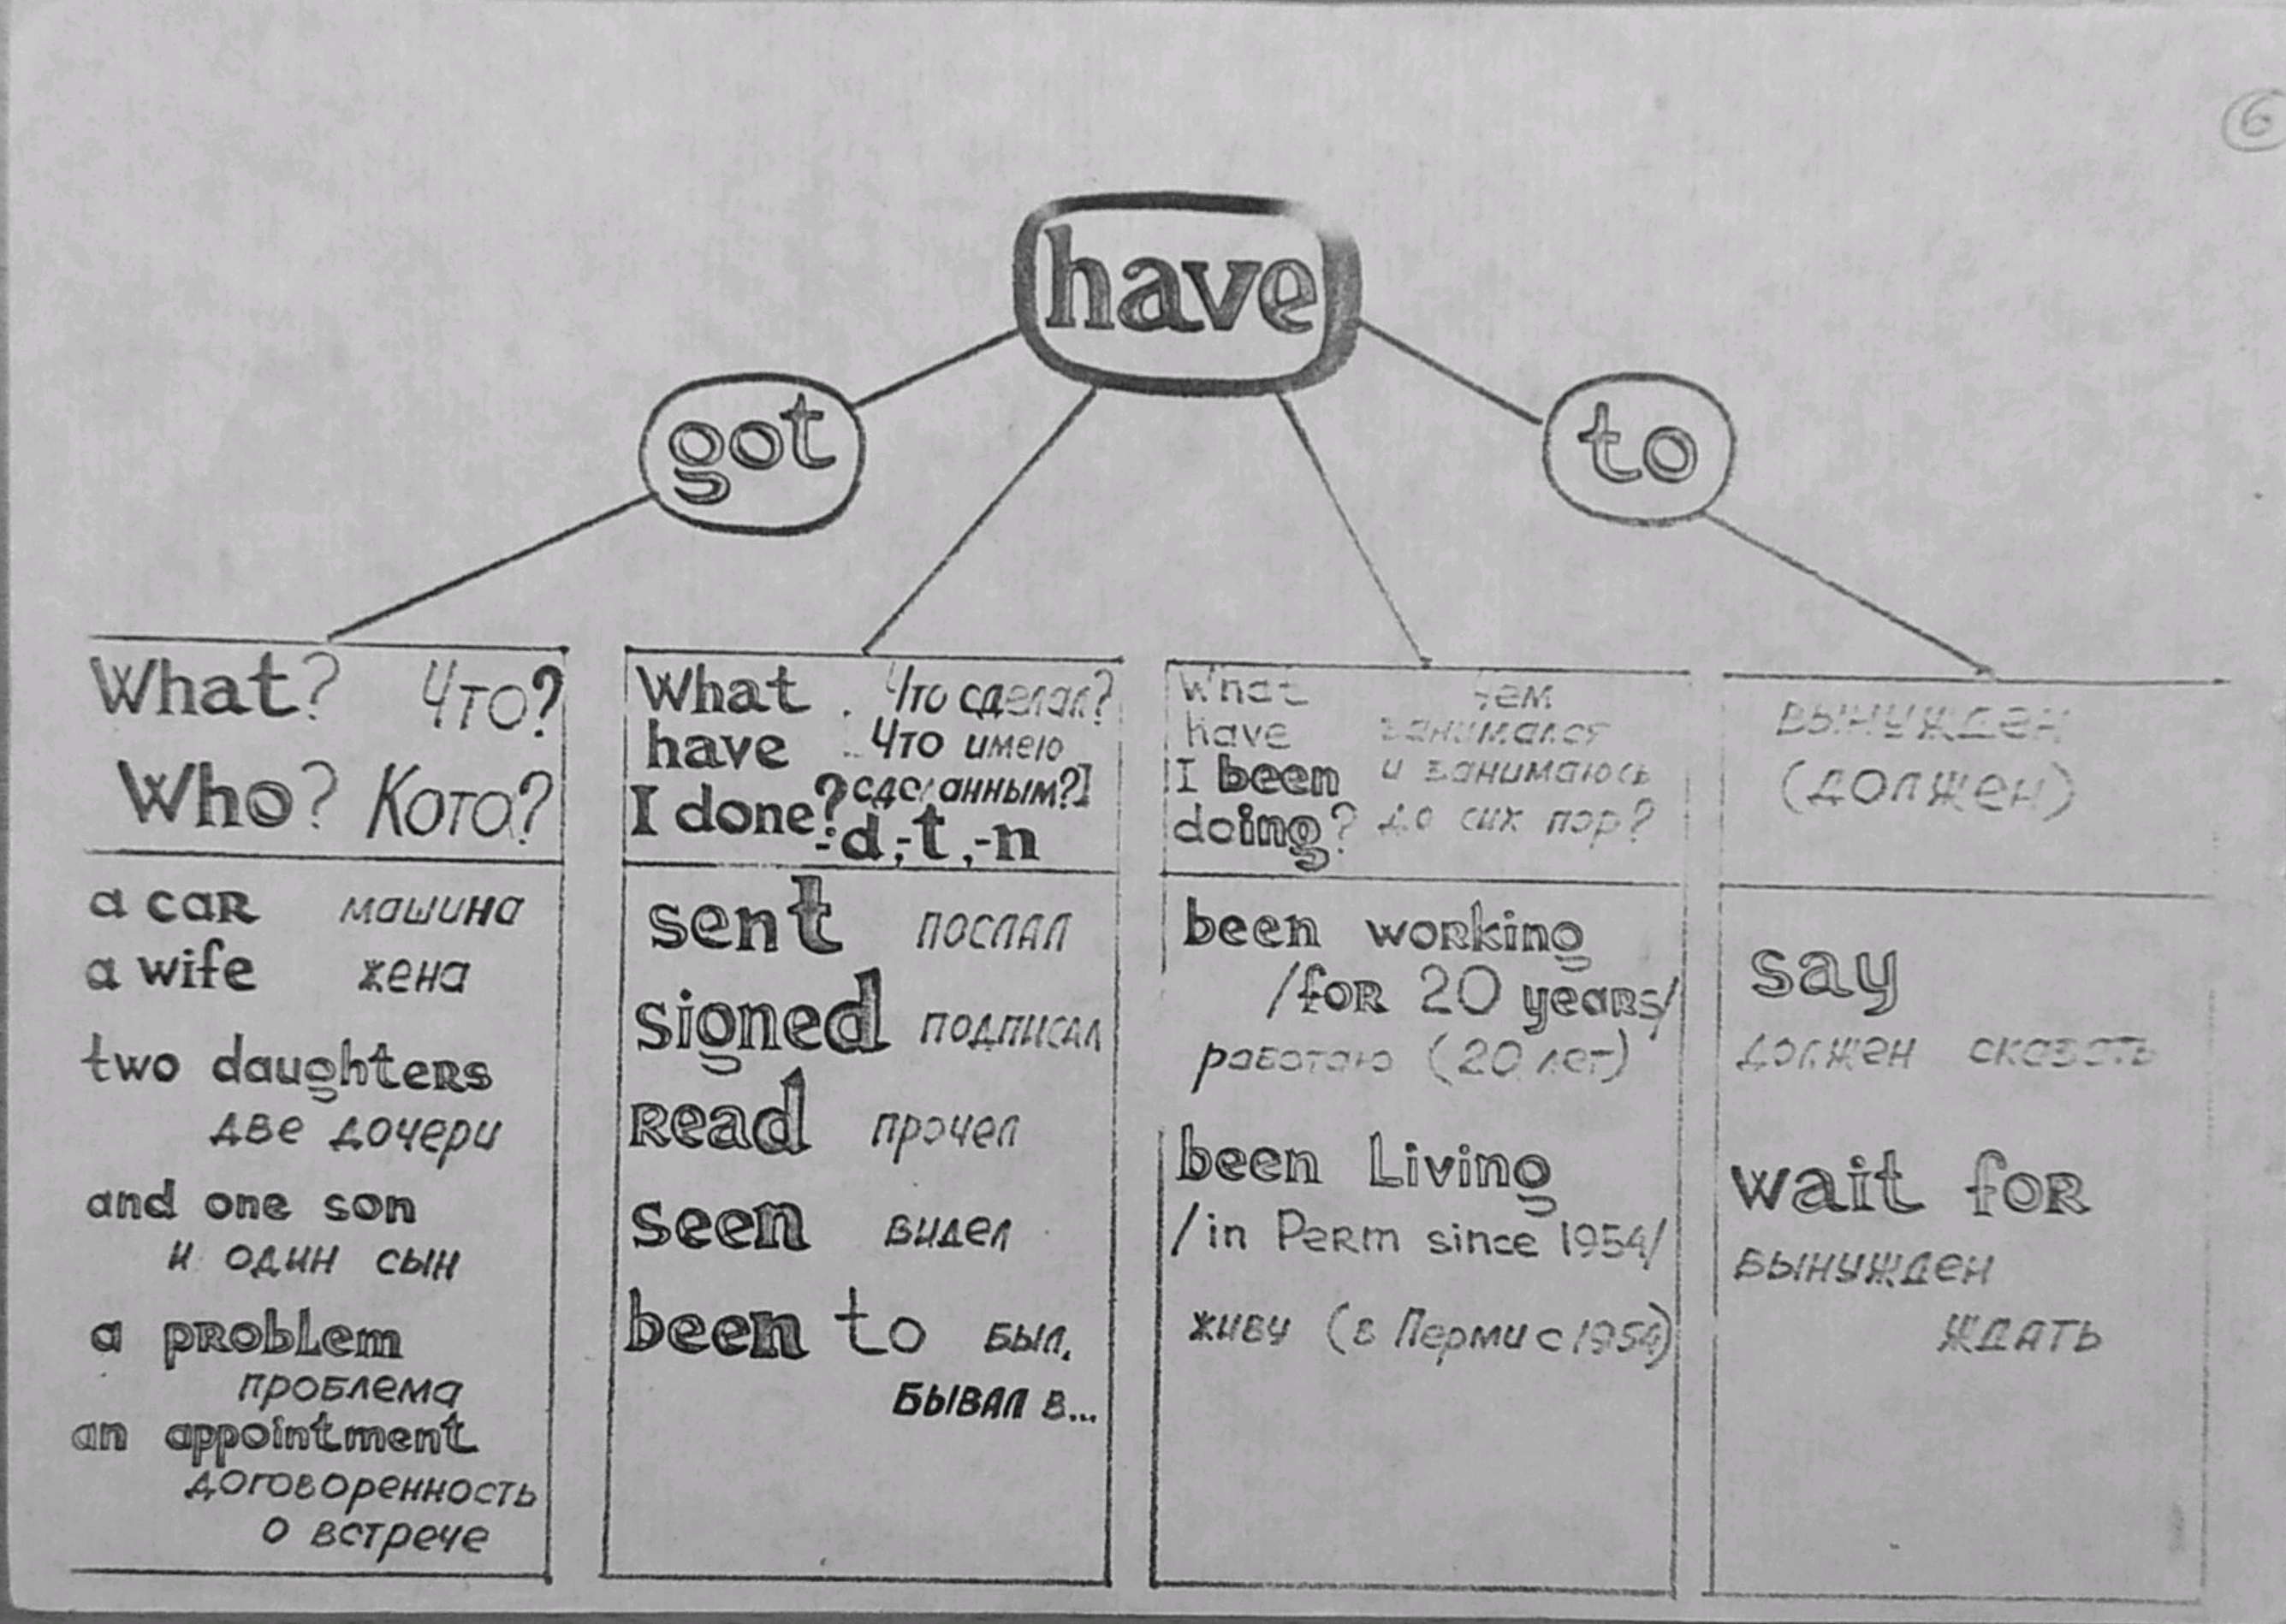 6
have
got
to
What? Что?
Who? Кого?
a car машина
a wife жена
two daughters
две дочери
and one son
и один сын
a problem
проблема
an appointment
договоренность
о встрече
What Что сделал?
have Что имею
I done? сделанным?]
-d,-t,-n
sent послал
signed подписал
read прочел
seen видел
been to был,
бывал в...
What чем
have занимался
I been и занимаюсь
doing? до сих пор?
been working
/for 20 years/
работаю (20 лет)
been Living
/in Perm since 1954/
живу (в Перми с 1954)
вынужден
(должен)
say
должен сказать
wait for
вынужден
ждать